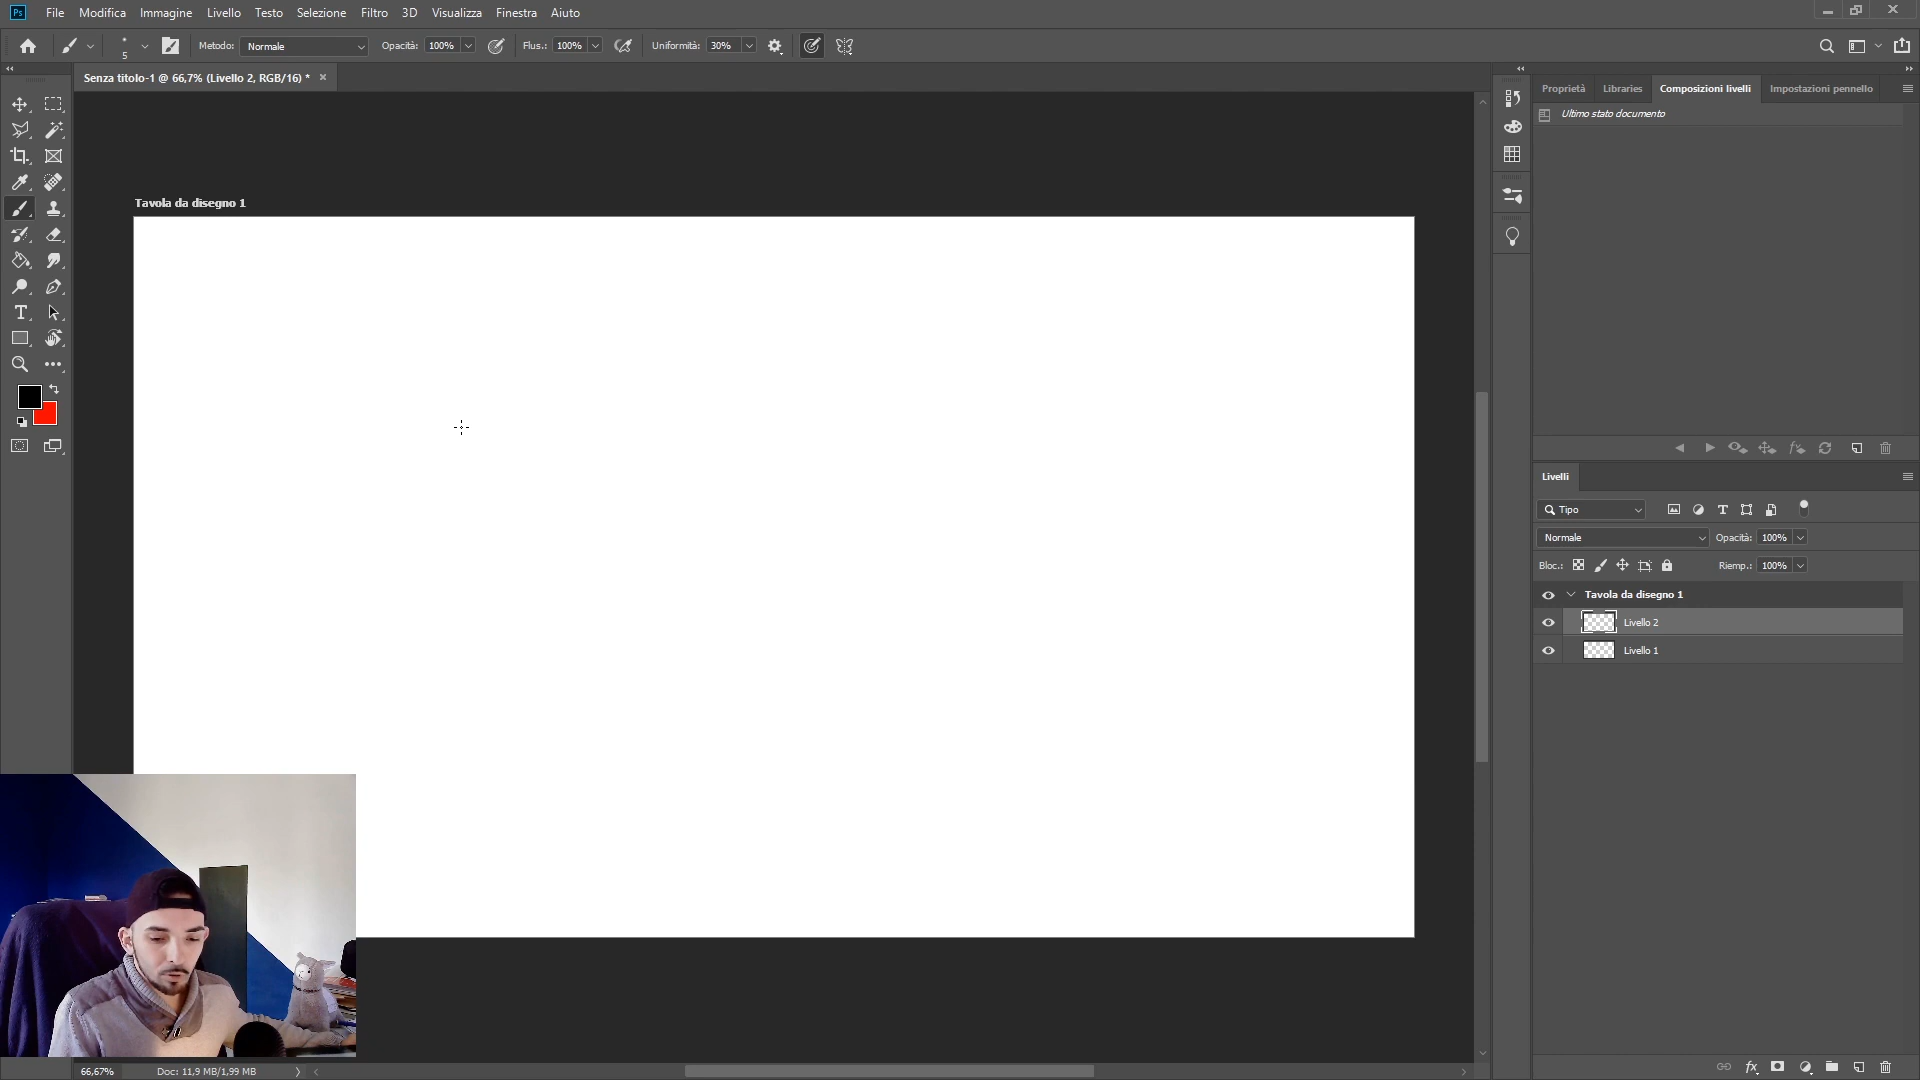 Ps File Modifica Immagine Livello Testo Selezione Filtro 3D Visualizza Finestra Aiuto
5 Metodo: Normale Opacità: 100% Flus.: 100% Uniformità: 30%
Senza titolo-1 @ 66,7% (Livello 2, RGB/16) *
Proprietà Libraries Composizioni livelli Impostazioni pennello
Ultimo stato documento
Tavola da disegno 1
Livelli
Tipo
Normale Opacità: 100%
Bloc.: Riemp.: 100%
Tavola da disegno 1
Livello 2
Livello 1
66,67% Doc: 11,9 MB/1,99 MB